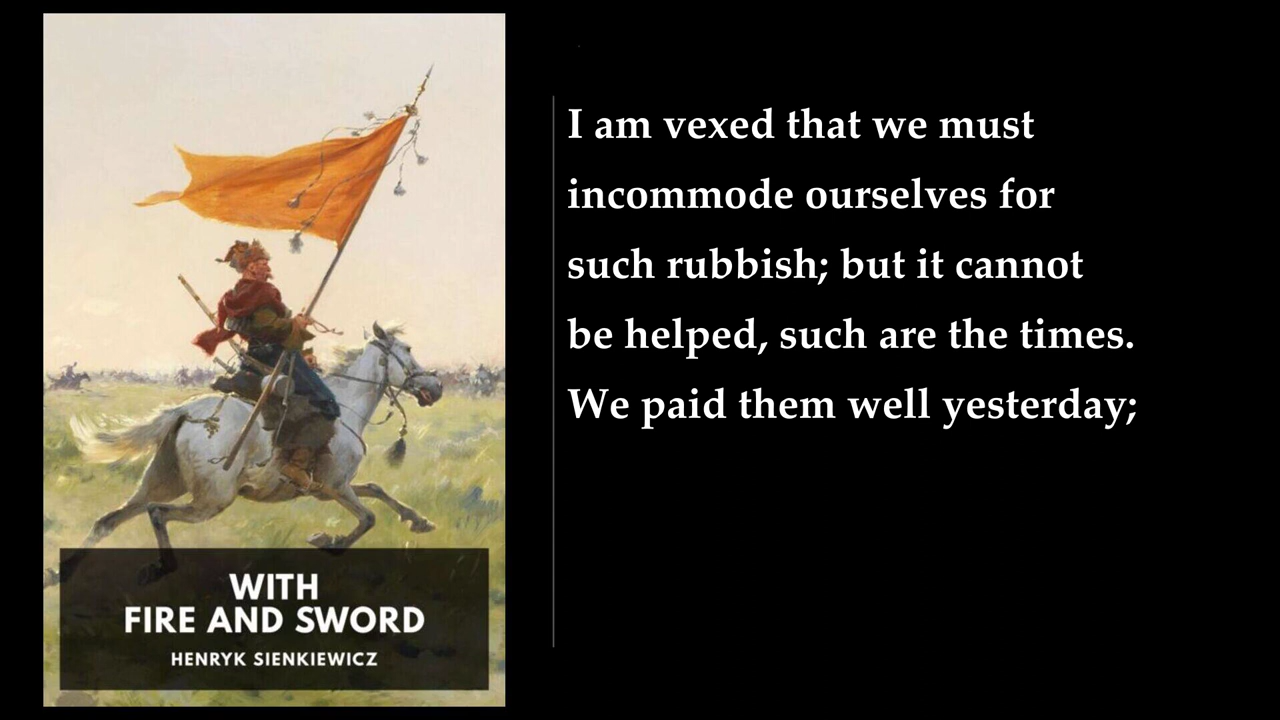 WITH
FIRE AND SWORD
HENRYK SIENKIEWICZ
I am vexed that we must
incommode ourselves for
such rubbish; but it cannot
be helped, such are the times.
We paid them well yesterday;